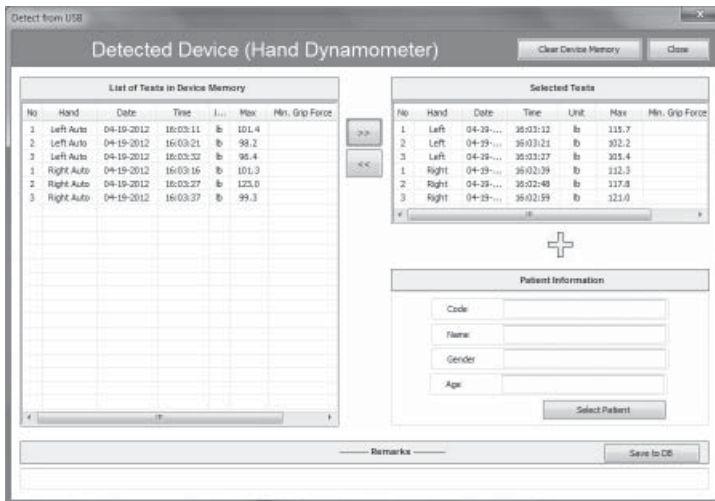 Detect from USB
Detected Device (Hand Dynamometer)
Clear Device Memory
Close
List of Tests in Device Memory
No Hand Date Time J... Max Min. Grip Force
1 Left Auto 04-19-2012 16:03:11 lb 101.4
2 Left Auto 04-19-2012 16:03:21 lb 98.2
3 Left Auto 04-19-2012 16:03:32 lb 96.4
1 Right Auto 04-19-2012 16:03:16 lb 101.3
2 Right Auto 04-19-2012 16:03:27 lb 123.0
3 Right Auto 04-19-2012 16:03:37 lb 99.3
>>
<<
Selected Tests
No Hand Date Time Unit Max Min. Grip Force
1 Left 04-19-... 16:03:12 lb 115.7
2 Left 04-19-... 16:03:21 lb 102.2
3 Left 04-19-... 16:03:27 lb 105.4
1 Right 04-19-... 16:02:39 lb 112.3
2 Right 04-19-... 16:02:48 lb 117.8
3 Right 04-19-... 16:02:59 lb 121.0
Patient Information
Code
Name
Gender
Age
Select Patient
Remarks
Save to DB